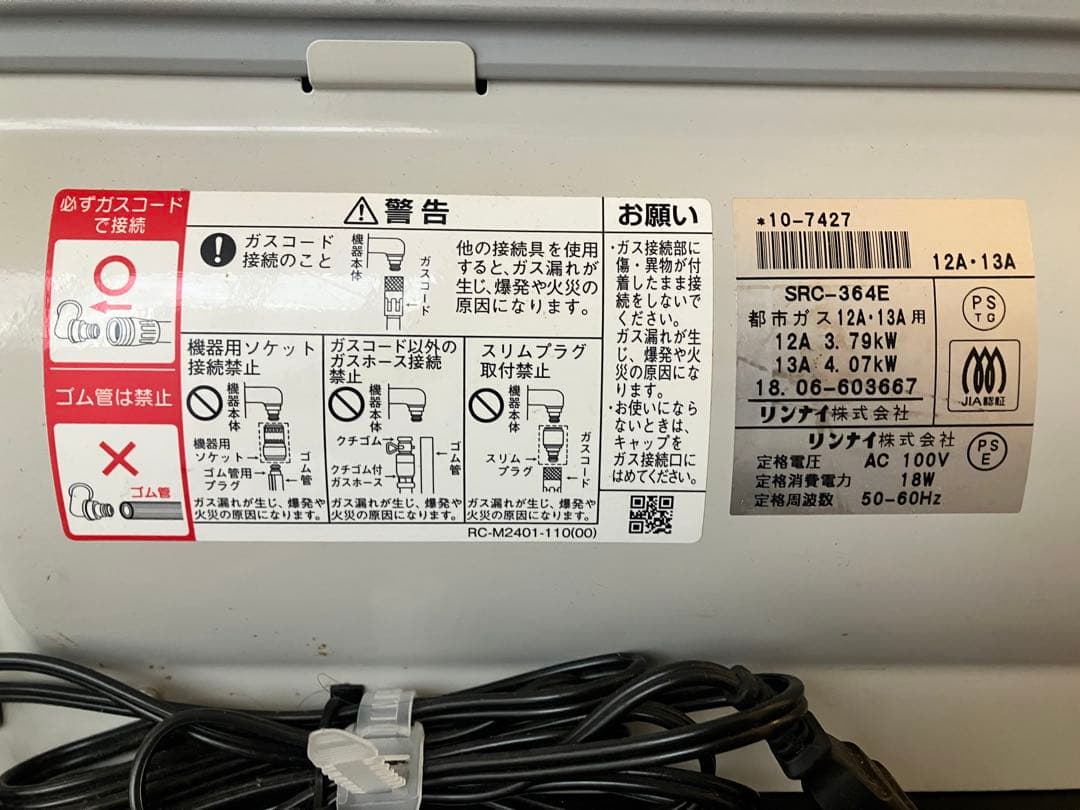 必ずガスコード
で接続
ゴム管は禁止
ゴム管
警告
ガスコード
接続のこと
機器本体
ガスコード
他の接続具を使用
すると、ガス漏れが
生じ、爆発や火災の
原因になります。
機器用ソケット
接続禁止
機器本体
機器用
ソケット
ゴム管用
プラグ
ゴム管
ガス漏れが生じ、爆発や
火災の原因になります。
ガスコード以外の
ガスホース接続
禁止
機器本体
クチゴム
クチゴム付
ガスホース
ゴム管
ガス漏れが生じ、爆発や
火災の原因になります。
スリムプラグ
取付禁止
機器本体
スリム
プラグ
ガスコード
ガス漏れが生じ、爆発や
火災の原因になります。
RC-M2401-110(00)
お願い
・ガス接続部に
傷・異物が付
着したまま接
続をしないで
ください。
ガス漏れが生
じ、爆発や火
災の原因にな
ります。
・お使いになら
ないときは、
キャップを
ガス接続口に
はめてください。
*10-7427
12A・13A
SRC-364E
都市ガス12A・13A用
12A 3.79kW
13A 4.07kW
18.06-603667
リンナイ株式会社
PS
TG
JIA認証
リンナイ株式会社
定格電圧 AC 100V
定格消費電力 18W
定格周波数 50-60Hz
PS
E